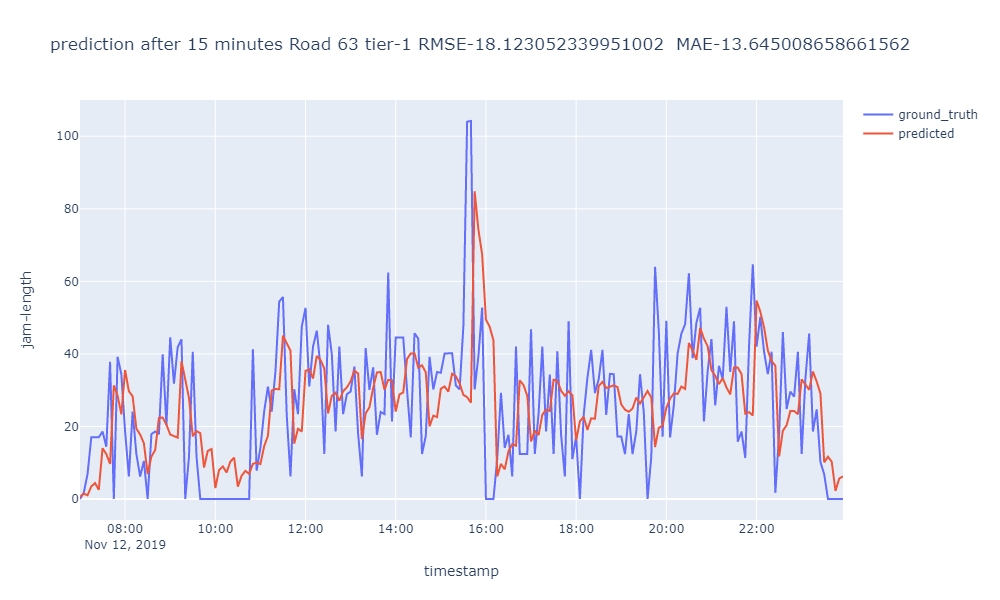 prediction after 15 minutes Road 63 tier-1 RMSE-18.123052339951002  MAE-13.645008658661562
ground_truth
predicted
100
80
60
40
20
0
jam-length
08:00 10:00 12:00 14:00 16:00 18:00 20:00 22:00
Nov 12, 2019
timestamp